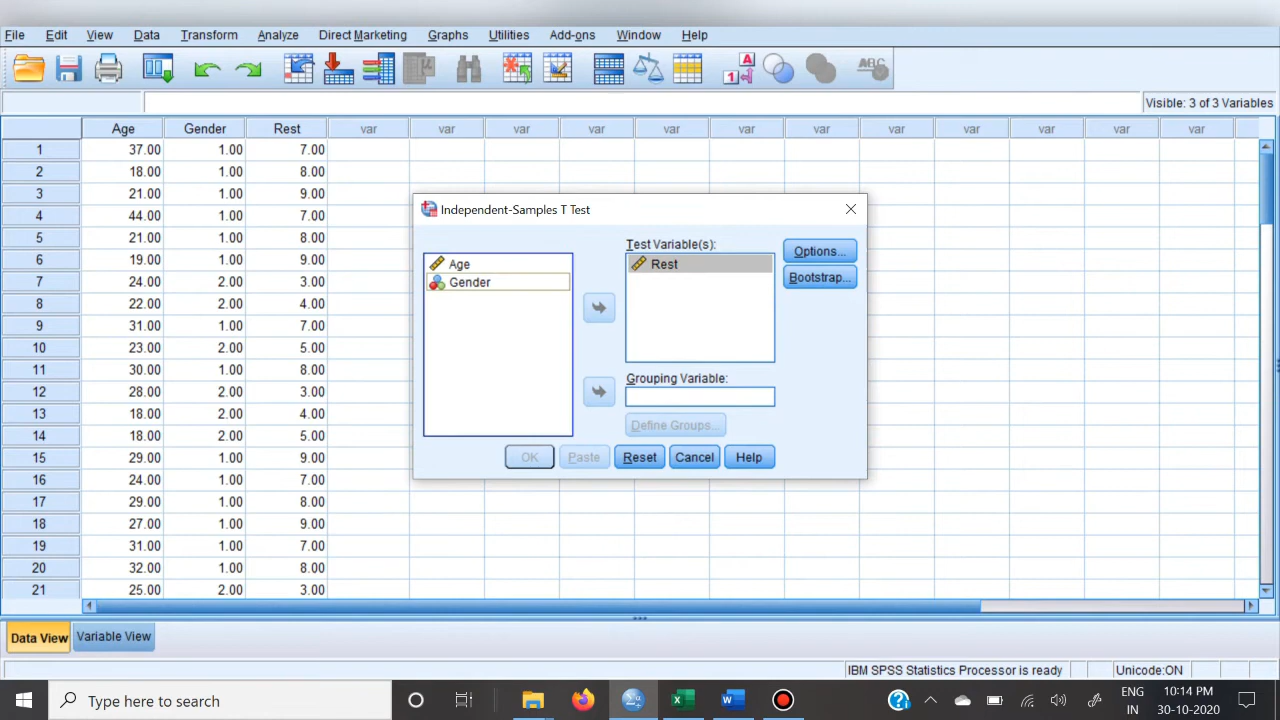 File Edit View Data Transform Analyze Direct Marketing Graphs Utilities Add-ons Window Help
Visible: 3 of 3 Variables
Age Gender Rest var var var var var var var var var var var var
1 37.00 1.00 7.00
2 18.00 1.00 8.00
3 21.00 1.00 9.00
4 44.00 1.00 7.00
5 21.00 1.00 8.00
6 19.00 1.00 9.00
7 24.00 2.00 3.00
8 22.00 2.00 4.00
9 31.00 1.00 7.00
10 23.00 2.00 5.00
11 30.00 1.00 8.00
12 28.00 2.00 3.00
13 18.00 2.00 4.00
14 18.00 2.00 5.00
15 29.00 1.00 9.00
16 24.00 1.00 7.00
17 29.00 1.00 8.00
18 27.00 1.00 9.00
19 31.00 1.00 7.00
20 32.00 1.00 8.00
21 25.00 2.00 3.00
Independent-Samples T Test
Age
Gender
Test Variable(s):
Rest
Options...
Bootstrap...
Grouping Variable:
Define Groups...
OK Paste Reset Cancel Help
Data View Variable View
IBM SPSS Statistics Processor is ready Unicode:ON
Type here to search
ENG
IN
10:14 PM
30-10-2020